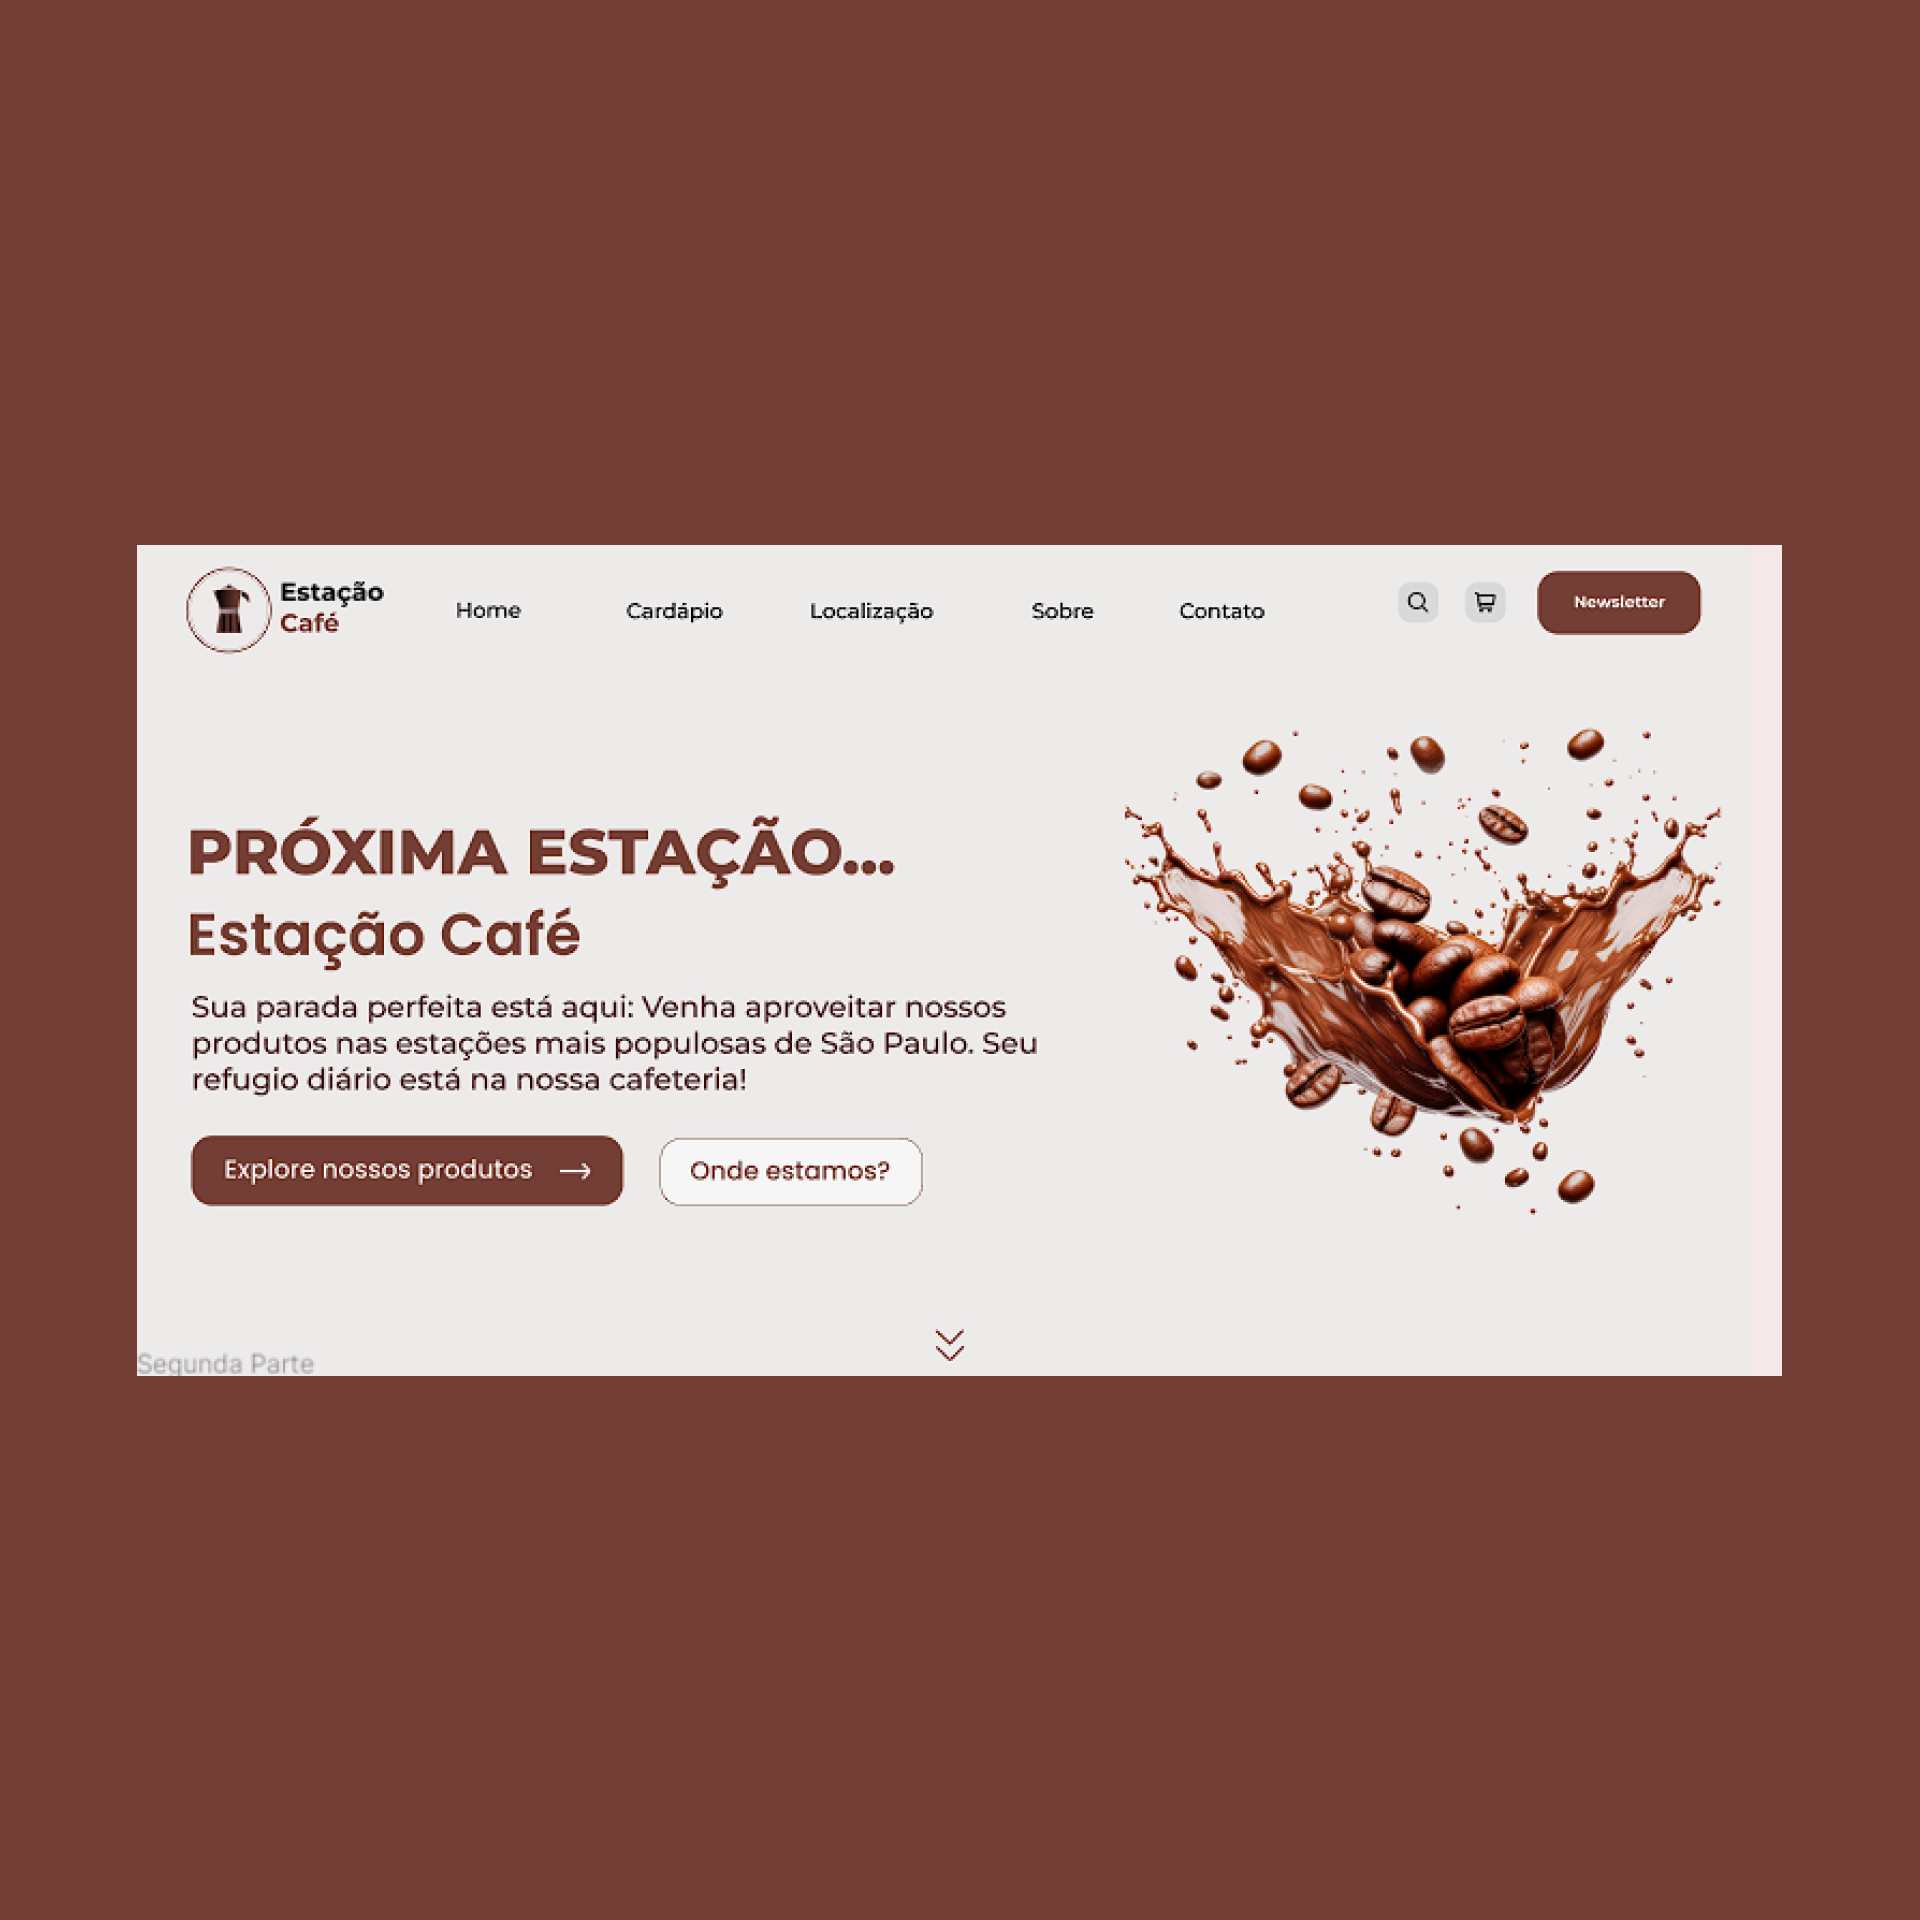 Estação
Café
Home
Cardápio
Localização
Sobre
Contato
Newsletter
PRÓXIMA ESTAÇÃO...
Estação Café
Sua parada perfeita está aqui: Venha aproveitar nossos
produtos nas estações mais populosas de São Paulo. Seu
refugio diário está na nossa cafeteria!
Explore nossos produtos
Onde estamos?
Segunda Parte